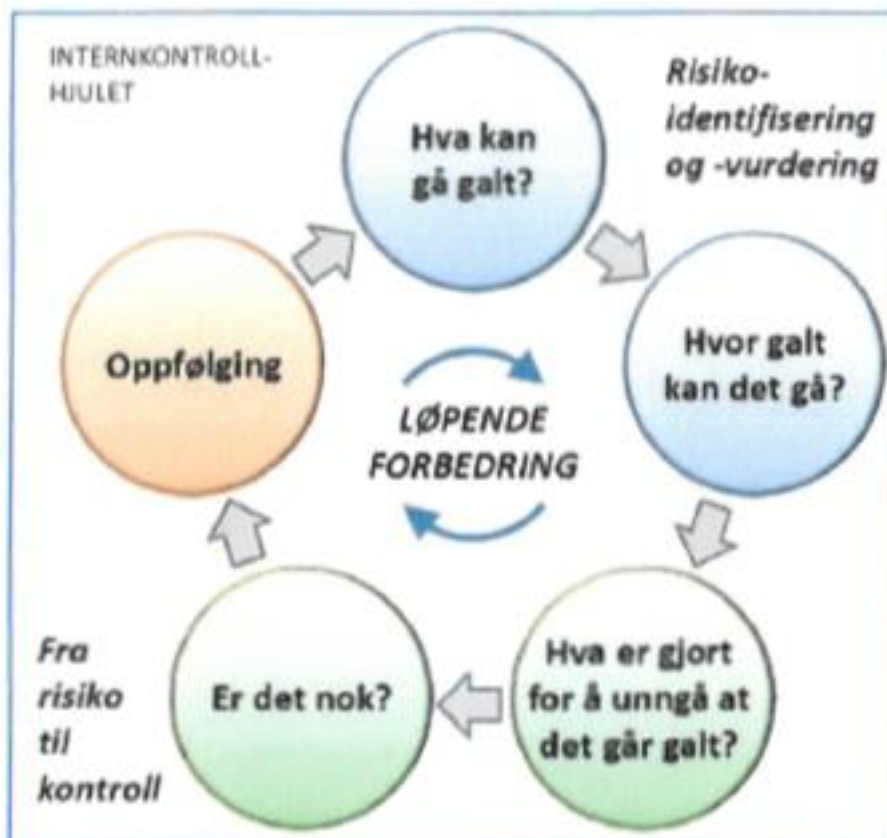 INTERNKONTROLL-
HJULET
Hva kan
gå galt?
Risiko-
identifisering
og -vurdering
Hvor galt
kan det gå?
Hva er gjort
for å unngå at
det går galt?
Er det nok?
Fra
risiko
til
kontroll
Oppfølging
LØPENDE
FORBEDRING